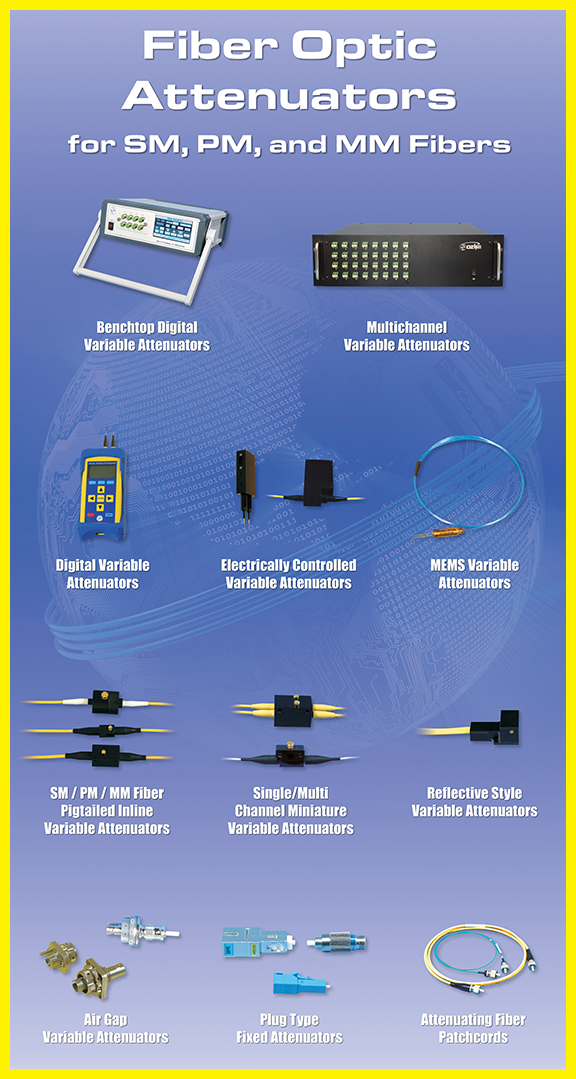 Fiber Optic
Attenuators
for SM, PM, and MM Fibers
Benchtop Digital
Variable Attenuators
Multichannel
Variable Attenuators
Digital Variable
Attenuators
Electrically Controlled
Variable Attenuators
MEMS Variable
Attenuators
SM / PM / MM Fiber
Pigtailed Inline
Variable Attenuators
Single/Multi
Channel Miniature
Variable Attenuators
Reflective Style
Variable Attenuators
Air Gap
Variable Attenuators
Plug Type
Fixed Attenuators
Attenuating Fiber
Patchcords